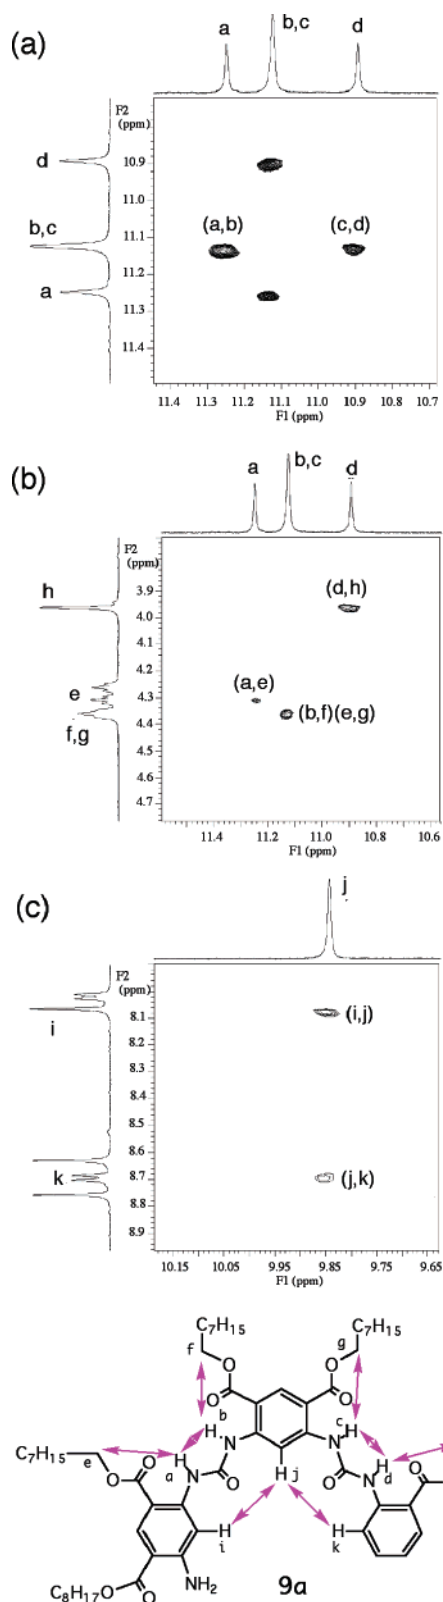 (a)
a
b,c
d
F2
(ppm)
d
10.9
11.0
b,c
11.1
(a,b)
(c,d)
11.2
a
11.3
11.4
11.4 11.3 11.2 11.1 11.0 10.9 10.8 10.7
F1 (ppm)
(b)
a
b,c
d
F2
(ppm)
h
3.9
4.0
(d,h)
4.1
4.2
e
4.3
(a,e)
(b,f)(e,g)
f,g
4.4
4.5
4.6
4.7
11.4 11.2 11.0 10.8 10.6
F1 (ppm)
(c)
j
F2
(ppm)
i
8.1
(i,j)
8.2
8.3
8.4
8.5
8.6
k
8.7
(j,k)
8.8
8.9
10.15 10.05 9.95 9.85 9.75 9.65
F1 (ppm)
C₇H₁₅ C₇H₁₅
f g
O O
O O
b c
H H
C₇H₁₅ H N N H
e a d
O N O H O N
O j O
H H H
i k
O
C₈H₁₇O NH₂
9a